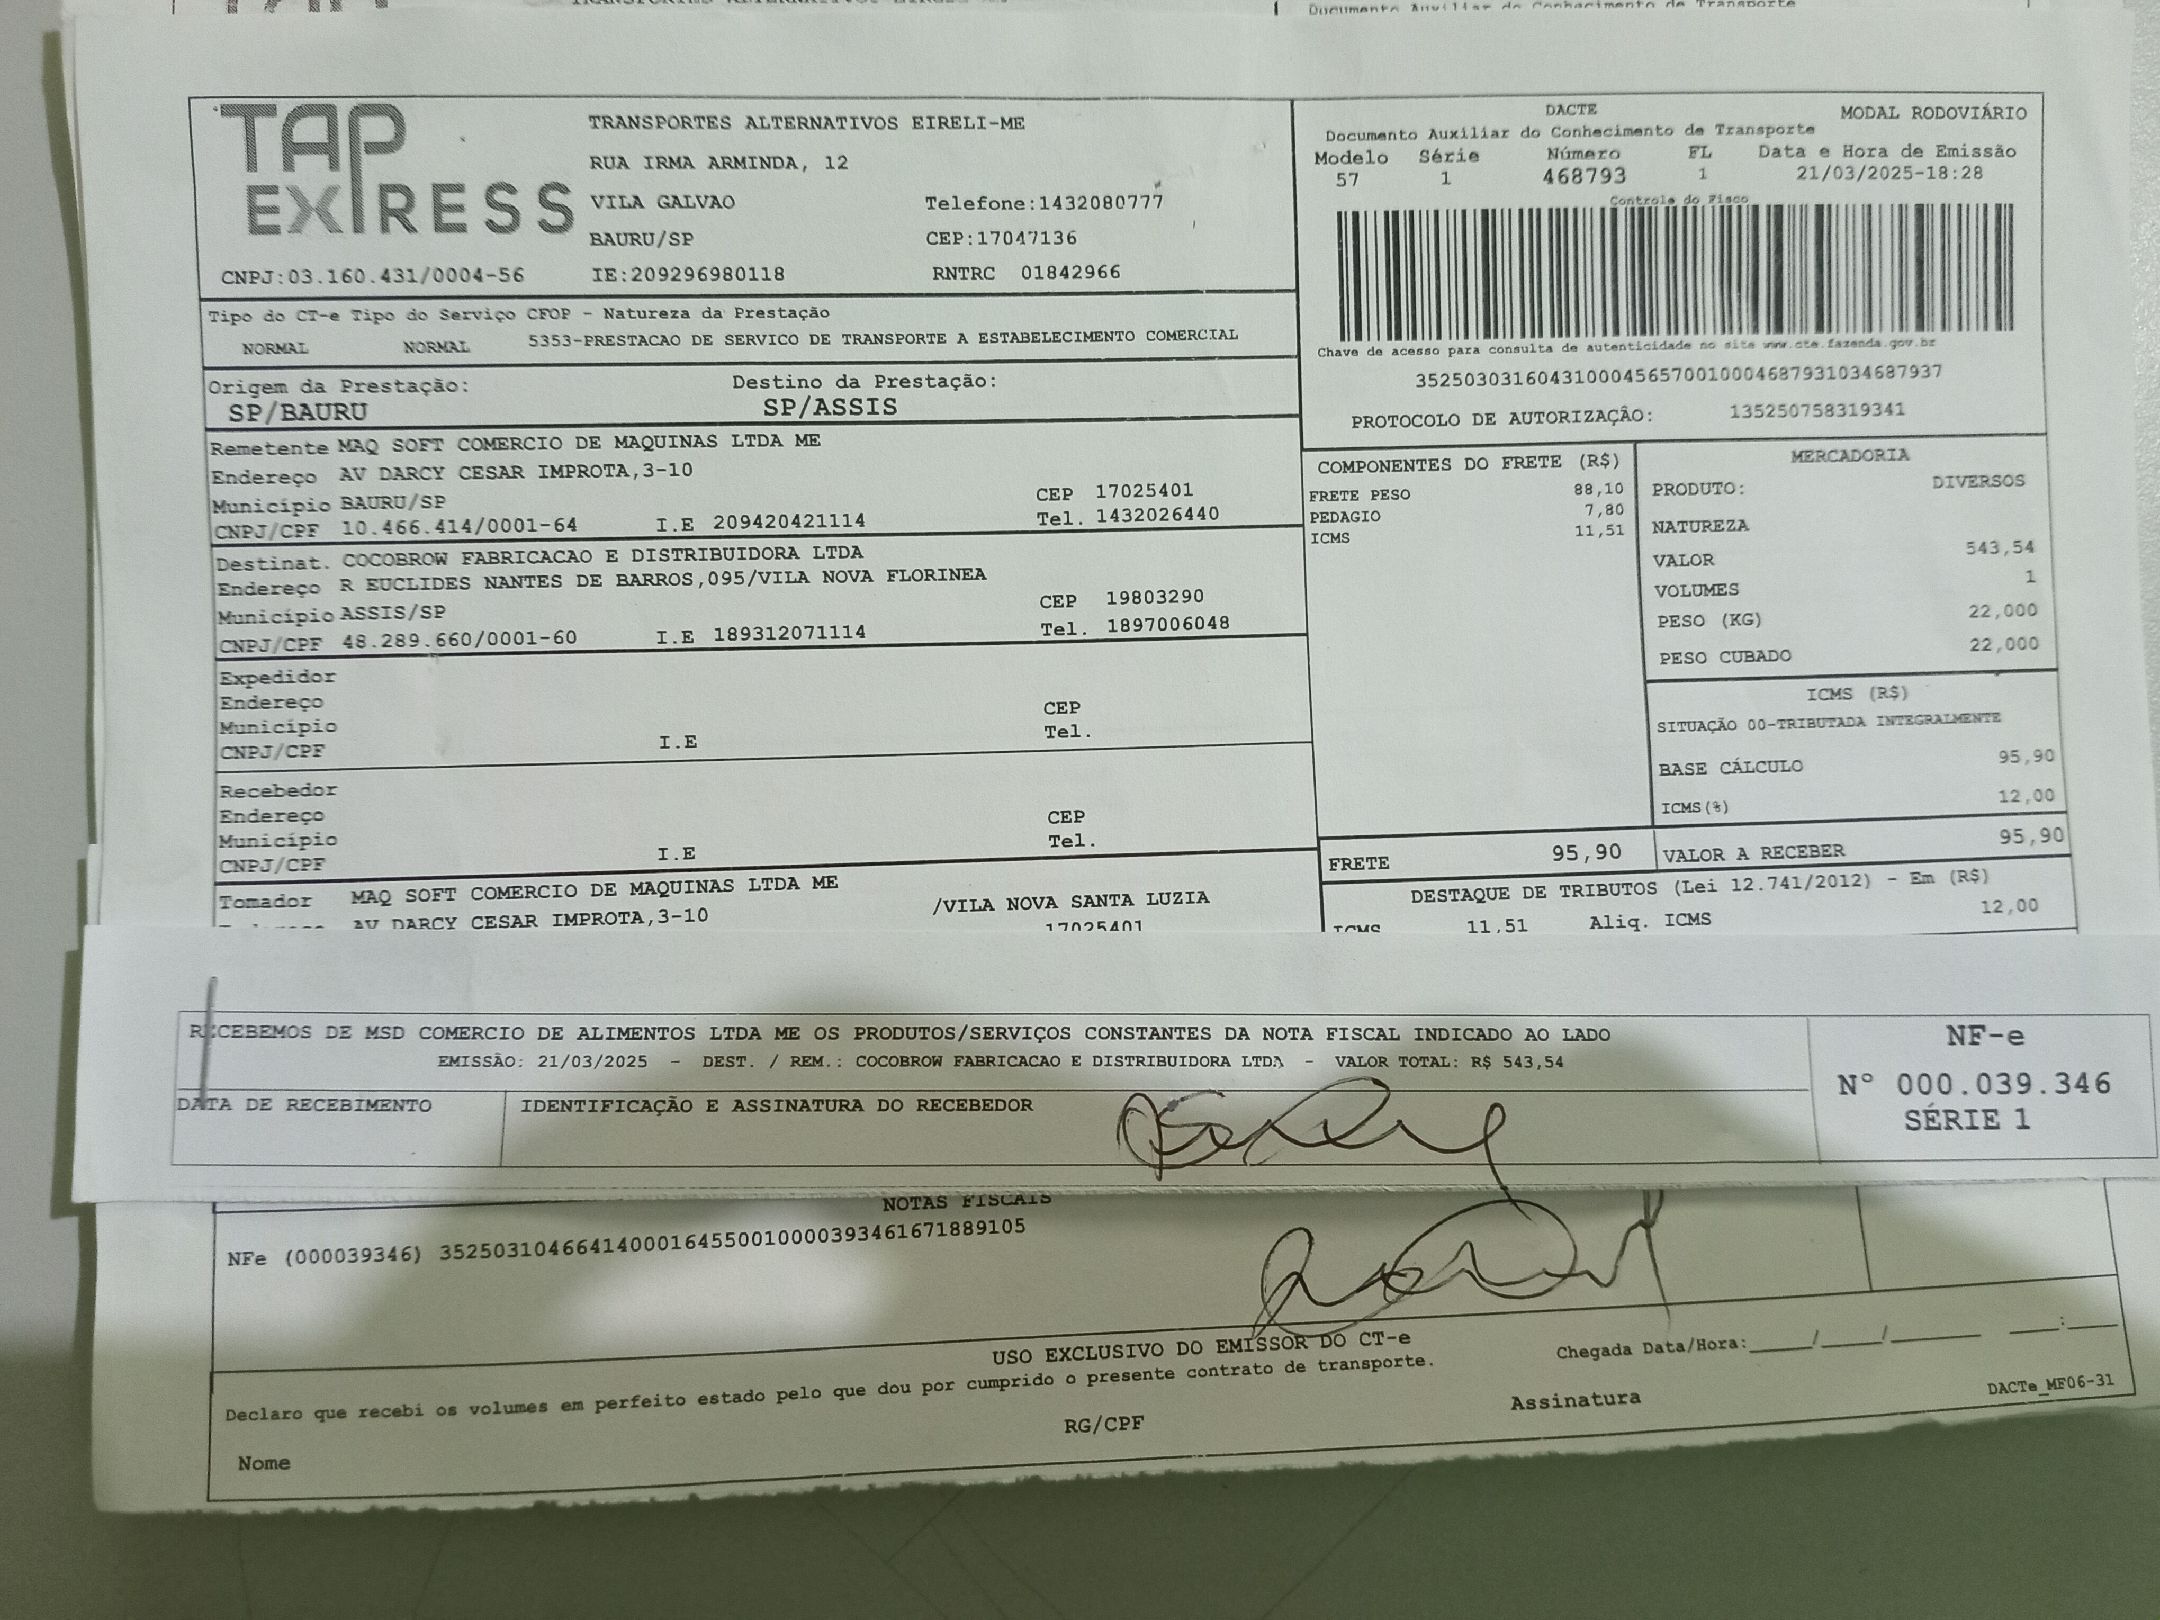 Documento Auxiliar do Conhecimento de Transporte
TAP
EXPRESS
TRANSPORTES ALTERNATIVOS EIRELI-ME
RUA IRMA ARMINDA, 12
VILA GALVAO
Telefone:1432080777
BAURU/SP
CEP:17047136
CNPJ:03.160.431/0004-56
IE:209296980118
RNTRC 01842966
DACTE
MODAL RODOVIÁRIO
Documento Auxiliar do Conhecimento de Transporte
Modelo Série Número FL Data e Hora de Emissão
57 1 468793 1 21/03/2025-18:28
Controle do Fisco
Chave de acesso para consulta de autenticidade no site www.cte.fazenda.gov.br
35250303160431000456570010004687931034687937
PROTOCOLO DE AUTORIZAÇÃO: 135250758319341
Tipo do CT-e Tipo do Serviço CFOP - Natureza da Prestação
NORMAL NORMAL 5353-PRESTACAO DE SERVICO DE TRANSPORTE A ESTABELECIMENTO COMERCIAL
Origem da Prestação: Destino da Prestação:
SP/BAURU SP/ASSIS
Remetente MAQ SOFT COMERCIO DE MAQUINAS LTDA ME
Endereço AV DARCY CESAR IMPROTA,3-10
Município BAURU/SP CEP 17025401
CNPJ/CPF 10.466.414/0001-64 I.E 209420421114 Tel. 1432026440
Destinat. COCOBROW FABRICACAO E DISTRIBUIDORA LTDA
Endereço R EUCLIDES NANTES DE BARROS,095/VILA NOVA FLORINEA
Município ASSIS/SP CEP 19803290
CNPJ/CPF 48.289.660/0001-60 I.E 189312071114 Tel. 1897006048
Expedidor
Endereço
Município CEP
CNPJ/CPF I.E Tel.
Recebedor
Endereço
Município CEP
CNPJ/CPF I.E Tel.
Tomador MAQ SOFT COMERCIO DE MAQUINAS LTDA ME
AV DARCY CESAR IMPROTA,3-10 /VILA NOVA SANTA LUZIA
17025401
COMPONENTES DO FRETE (R$)
FRETE PESO 88,10
PEDAGIO 7,80
ICMS 11,51
MERCADORIA
PRODUTO: DIVERSOS
NATUREZA
VALOR 543,54
VOLUMES 1
PESO (KG) 22,000
PESO CUBADO 22,000
ICMS (R$)
SITUAÇÃO 00-TRIBUTADA INTEGRALMENTE
BASE CÁLCULO 95,90
ICMS(%) 12,00
FRETE 95,90 VALOR A RECEBER 95,90
DESTAQUE DE TRIBUTOS (Lei 12.741/2012) - Em (R$)
ICMS 11,51 Aliq. ICMS 12,00
RECEBEMOS DE MSD COMERCIO DE ALIMENTOS LTDA ME OS PRODUTOS/SERVIÇOS CONSTANTES DA NOTA FISCAL INDICADO AO LADO
EMISSÃO: 21/03/2025 - DEST. / REM.: COCOBROW FABRICACAO E DISTRIBUIDORA LTDA - VALOR TOTAL: R$ 543,54
DATA DE RECEBIMENTO
IDENTIFICAÇÃO E ASSINATURA DO RECEBEDOR
NF-e
Nº 000.039.346
SÉRIE 1
NOTAS FISCAIS
NFe (000039346) 35250310466414000164550010000393461671889105
USO EXCLUSIVO DO EMISSOR DO CT-e
Declaro que recebi os volumes em perfeito estado pelo que dou por cumprido o presente contrato de transporte.
Chegada Data/Hora:_____/_____/________ ____:____
Nome
RG/CPF
Assinatura
DACTe_MF06-31